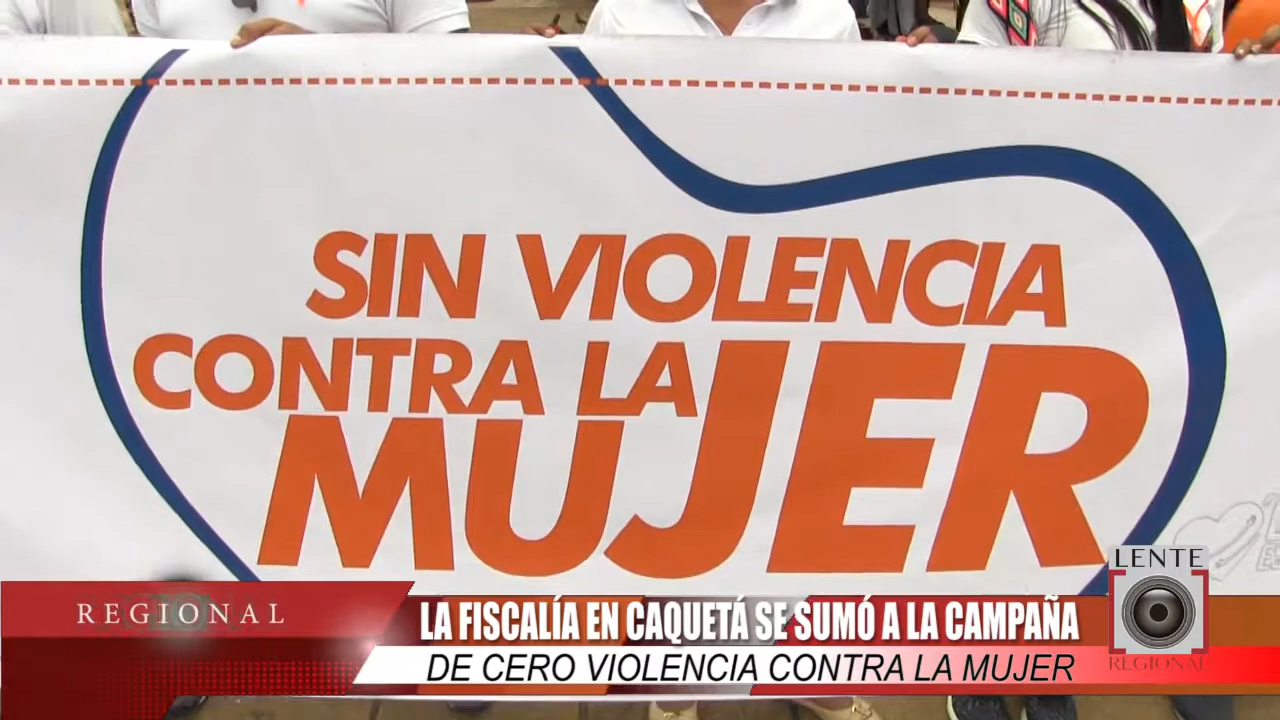 SIN VIOLENCIA
CONTRA LA
MUJER
REGIONAL
LA FISCALÍA EN CAQUETÁ SE SUMÓ A LA CAMPAÑA
DE CERO VIOLENCIA CONTRA LA MUJER
LENTE
REGIONAL